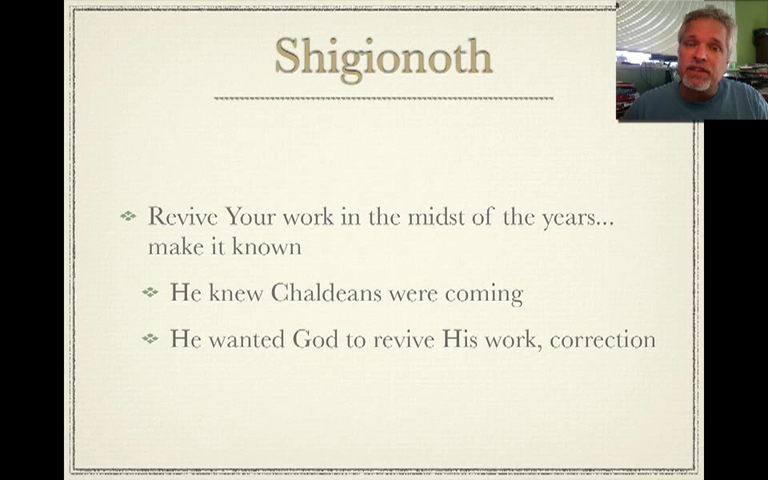 Shigionoth
Revive Your work in the midst of the years...
make it known
He knew Chaldeans were coming
He wanted God to revive His work, correction